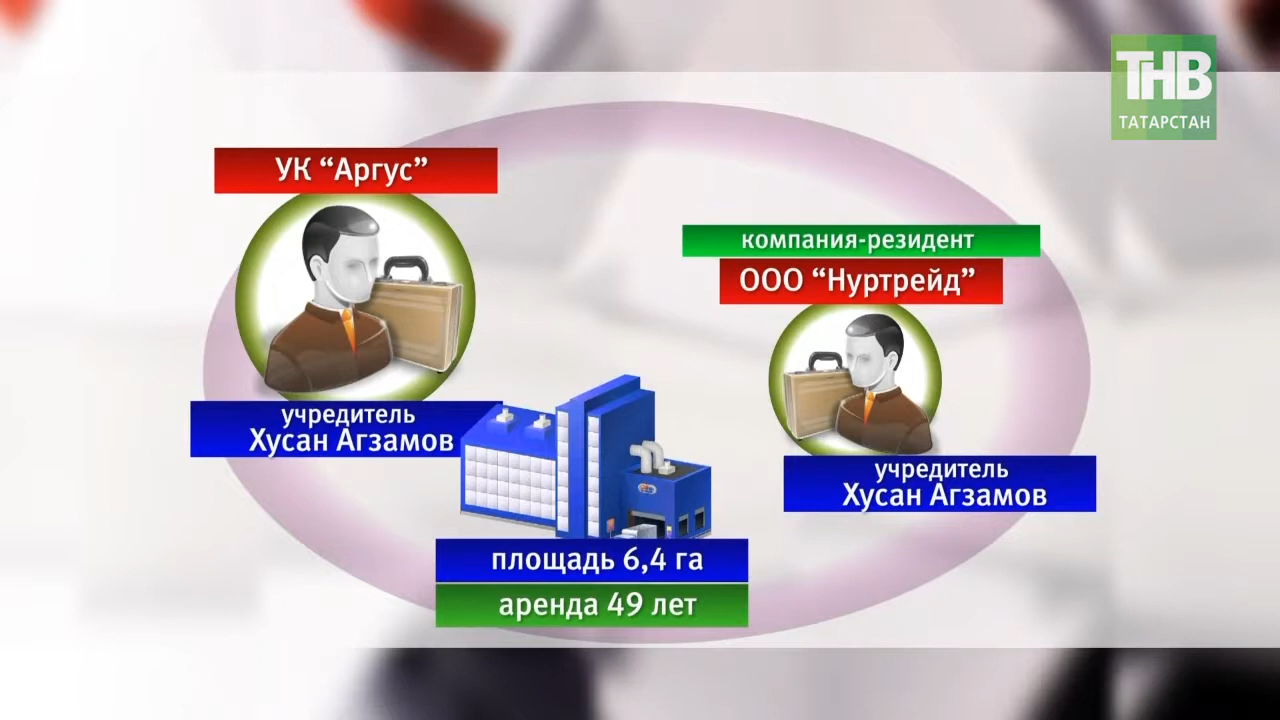 ТНВ
ТАТАРСТАН
УК “Аргус”
учредитель
Хусан Агзамов
компания-резидент
ООО “Нуртрейд”
учредитель
Хусан Агзамов
площадь 6,4 га
аренда 49 лет